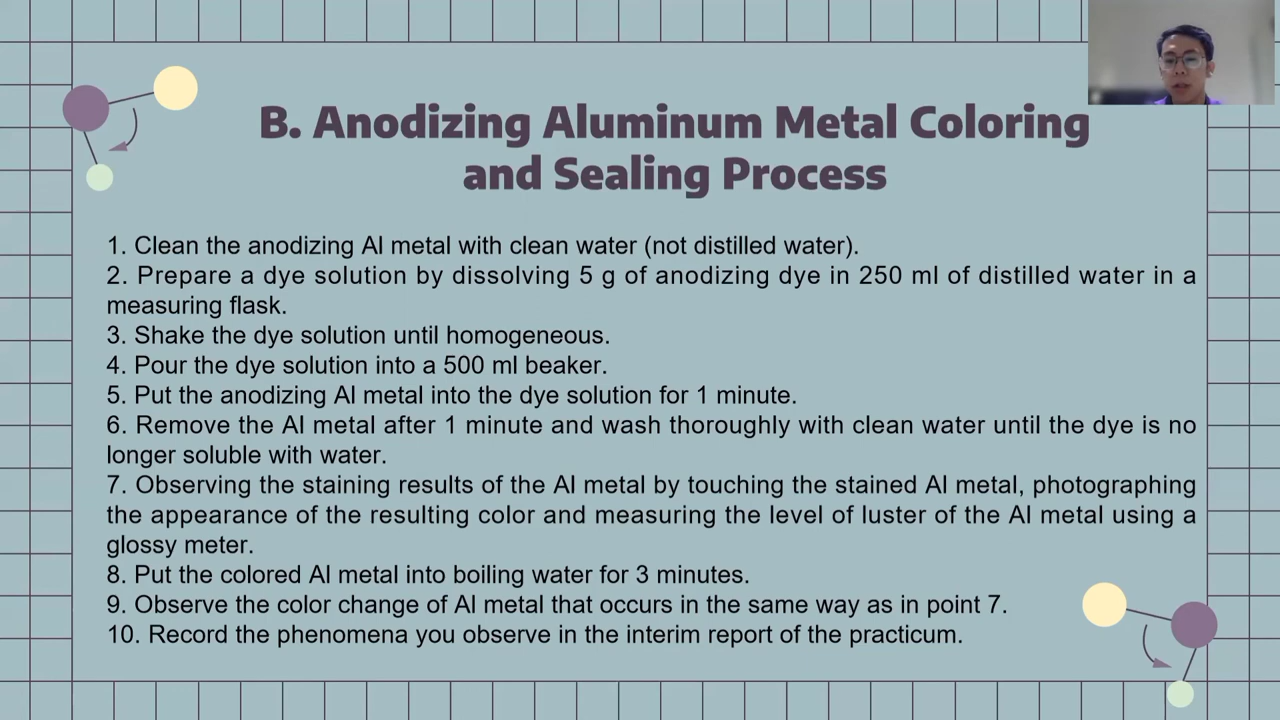 B. Anodizing Aluminum Metal Coloring
and Sealing Process
1. Clean the anodizing Al metal with clean water (not distilled water).
2. Prepare a dye solution by dissolving 5 g of anodizing dye in 250 ml of distilled water in a
measuring flask.
3. Shake the dye solution until homogeneous.
4. Pour the dye solution into a 500 ml beaker.
5. Put the anodizing Al metal into the dye solution for 1 minute.
6. Remove the Al metal after 1 minute and wash thoroughly with clean water until the dye is no
longer soluble with water.
7. Observing the staining results of the Al metal by touching the stained Al metal, photographing
the appearance of the resulting color and measuring the level of luster of the Al metal using a
glossy meter.
8. Put the colored Al metal into boiling water for 3 minutes.
9. Observe the color change of Al metal that occurs in the same way as in point 7.
10. Record the phenomena you observe in the interim report of the practicum.